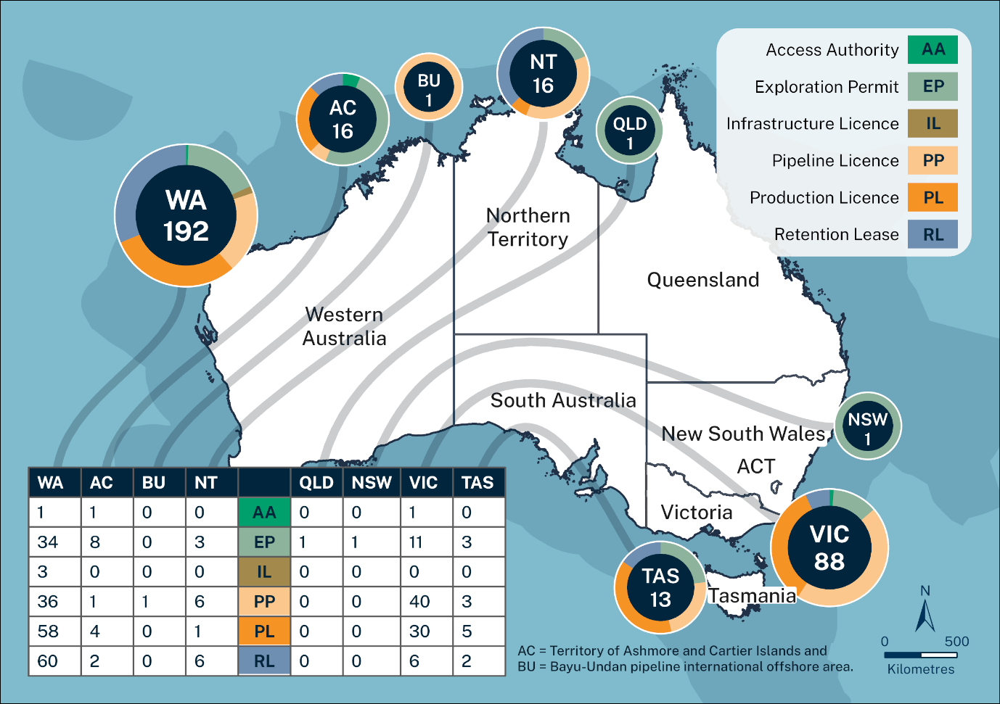 Access Authority AA
Exploration Permit EP
Infrastructure Licence IL
Pipeline Licence PP
Production Licence PL
Retention Lease RL
NT
16
BU
1
AC
16
QLD
1
WA
192
Northern
Territory
Queensland
Western
Australia
South Australia
NSW
1
New South Wales
ACT
Victoria
VIC
88
TAS
13
Tasmania
WA AC BU NT QLD NSW VIC TAS
1 1 0 0 AA 0 0 1 0
34 8 0 3 EP 1 1 11 3
3 0 0 0 IL 0 0 0 0
36 1 1 6 PP 0 0 40 3
58 4 0 1 PL 0 0 30 5
60 2 0 6 RL 0 0 6 2
AC = Territory of Ashmore and Cartier Islands and
BU = Bayu-Undan pipeline international offshore area.
N
0 500
Kilometres